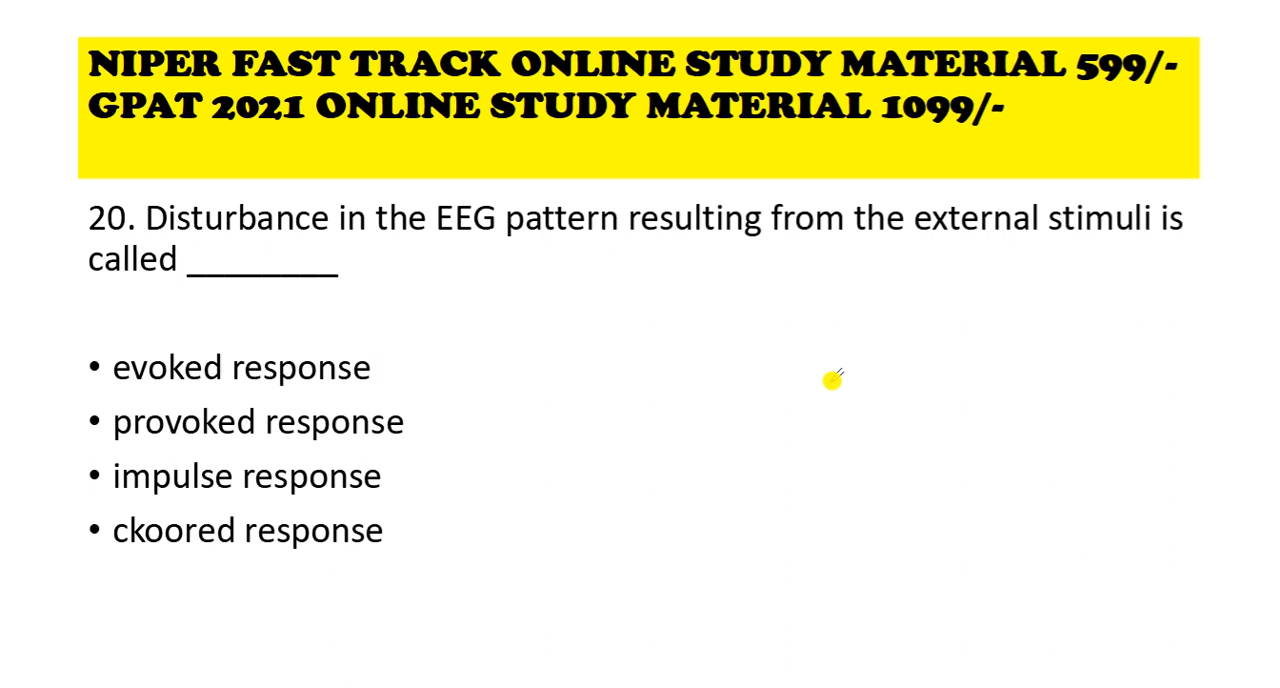 NIPER FAST TRACK ONLINE STUDY MATERIAL 599/-
GPAT 2021 ONLINE STUDY MATERIAL 1099/-
20. Disturbance in the EEG pattern resulting from the external stimuli is
called ________
• evoked response
• provoked response
• impulse response
• ckoored response